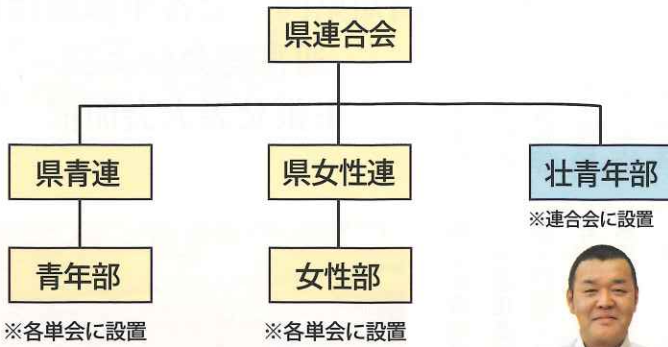 県連合会
県青連
県女性連
壮青年部
※連合会に設置
青年部
女性部
※各単会に設置
※各単会に設置